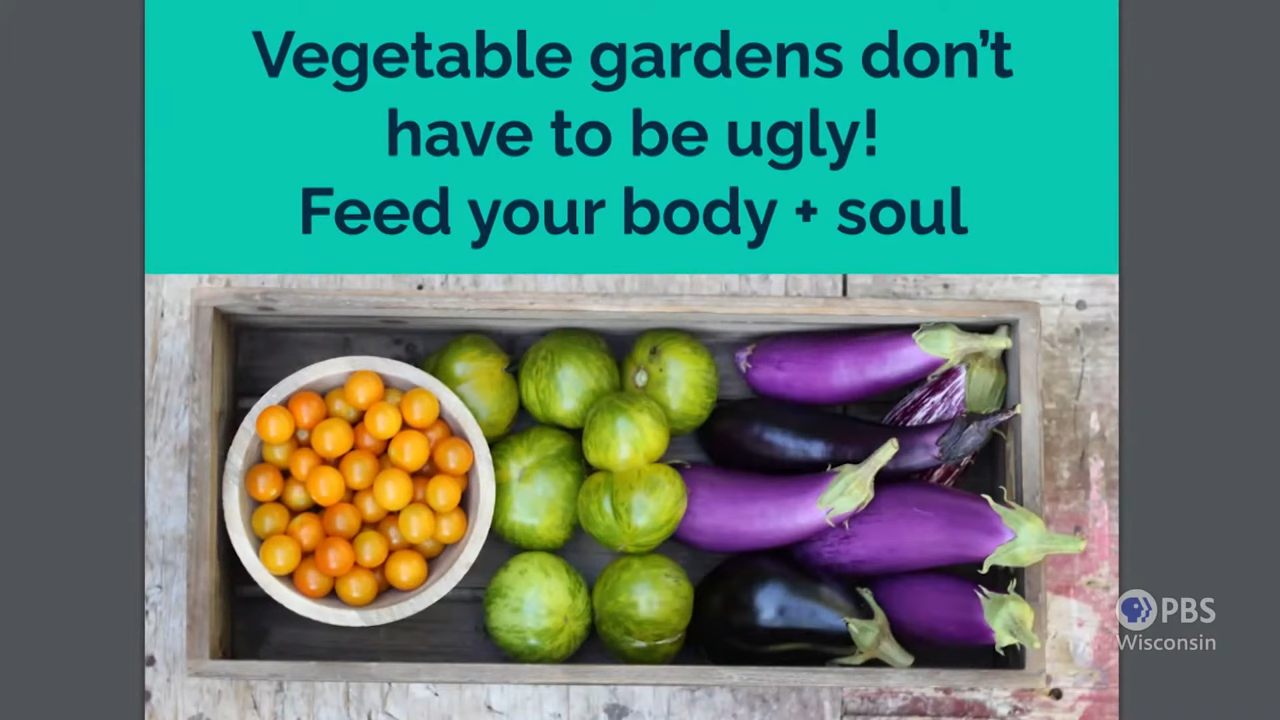 Vegetable gardens don't
have to be ugly!
Feed your body + soul
PBS
Wisconsin